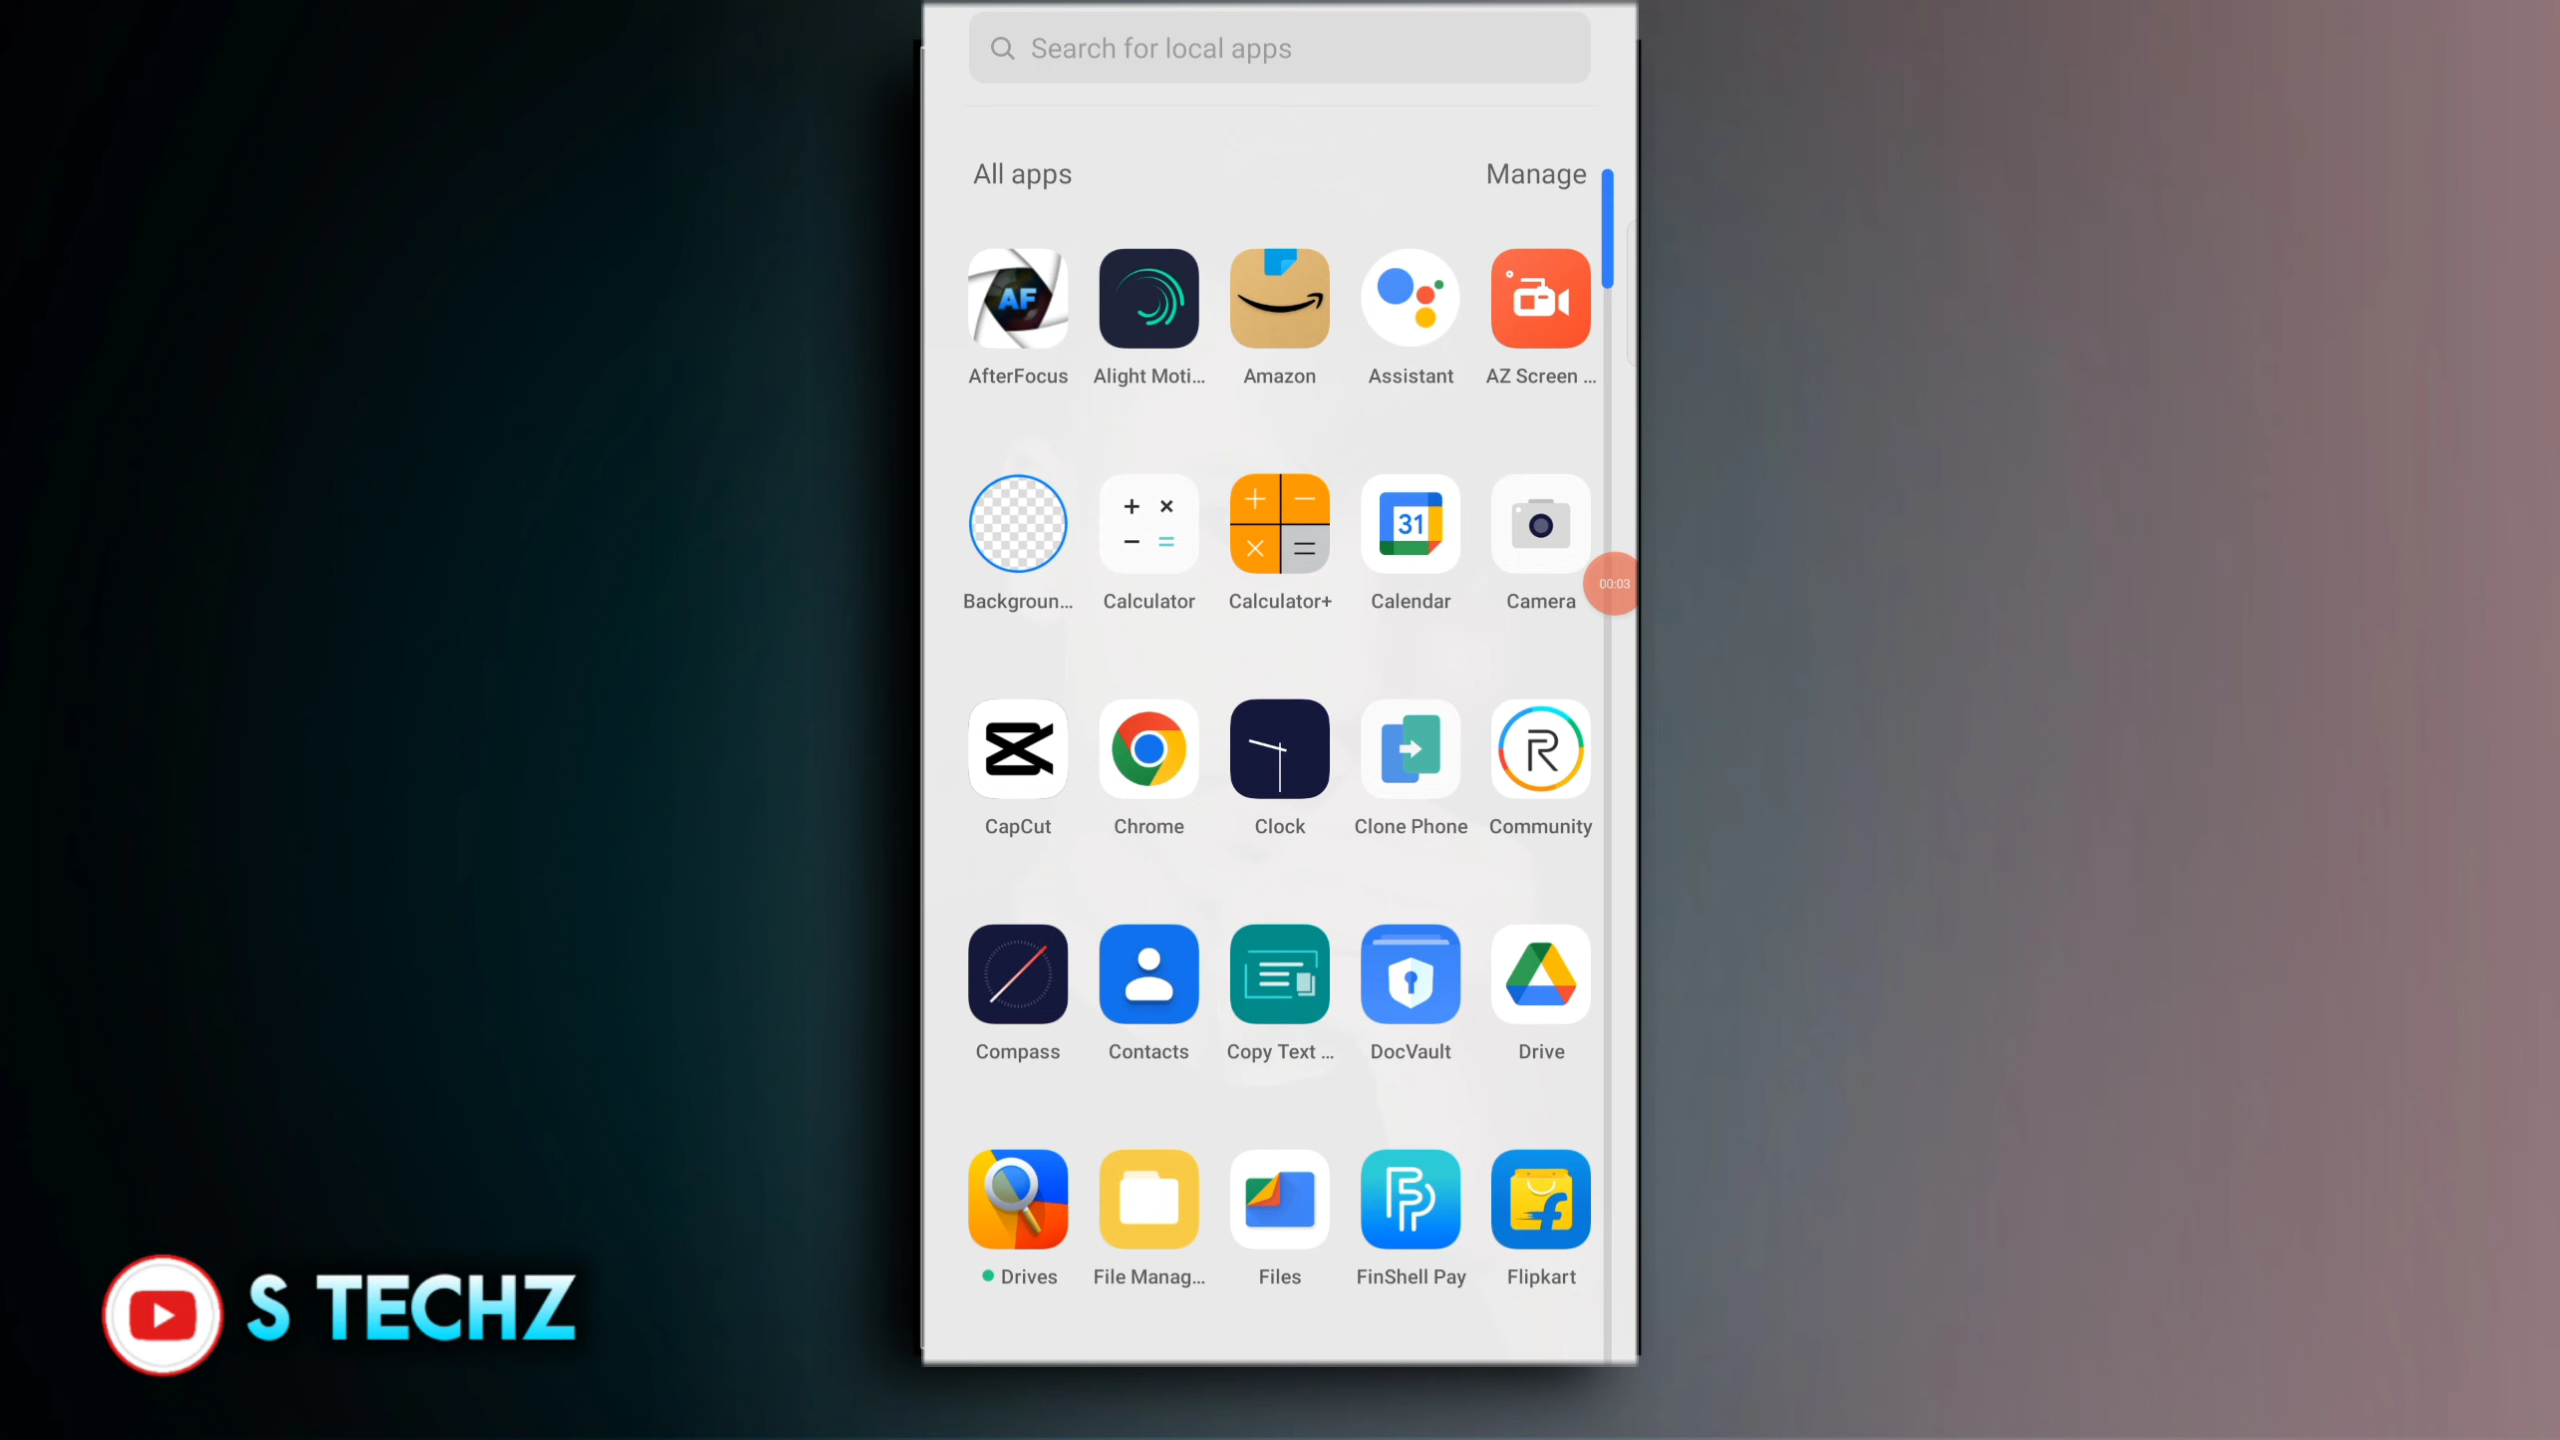 Search for local apps
All apps
Manage
AF
AfterFocus
Alight Moti...
Amazon
Assistant
AZ Screen ...
31
Backgroun...
Calculator
Calculator+
Calendar
Camera
00:03
CapCut
Chrome
Clock
Clone Phone
Community
Compass
Contacts
Copy Text ...
DocVault
Drive
Drives
File Manag...
Files
FinShell Pay
Flipkart
S TECHZ